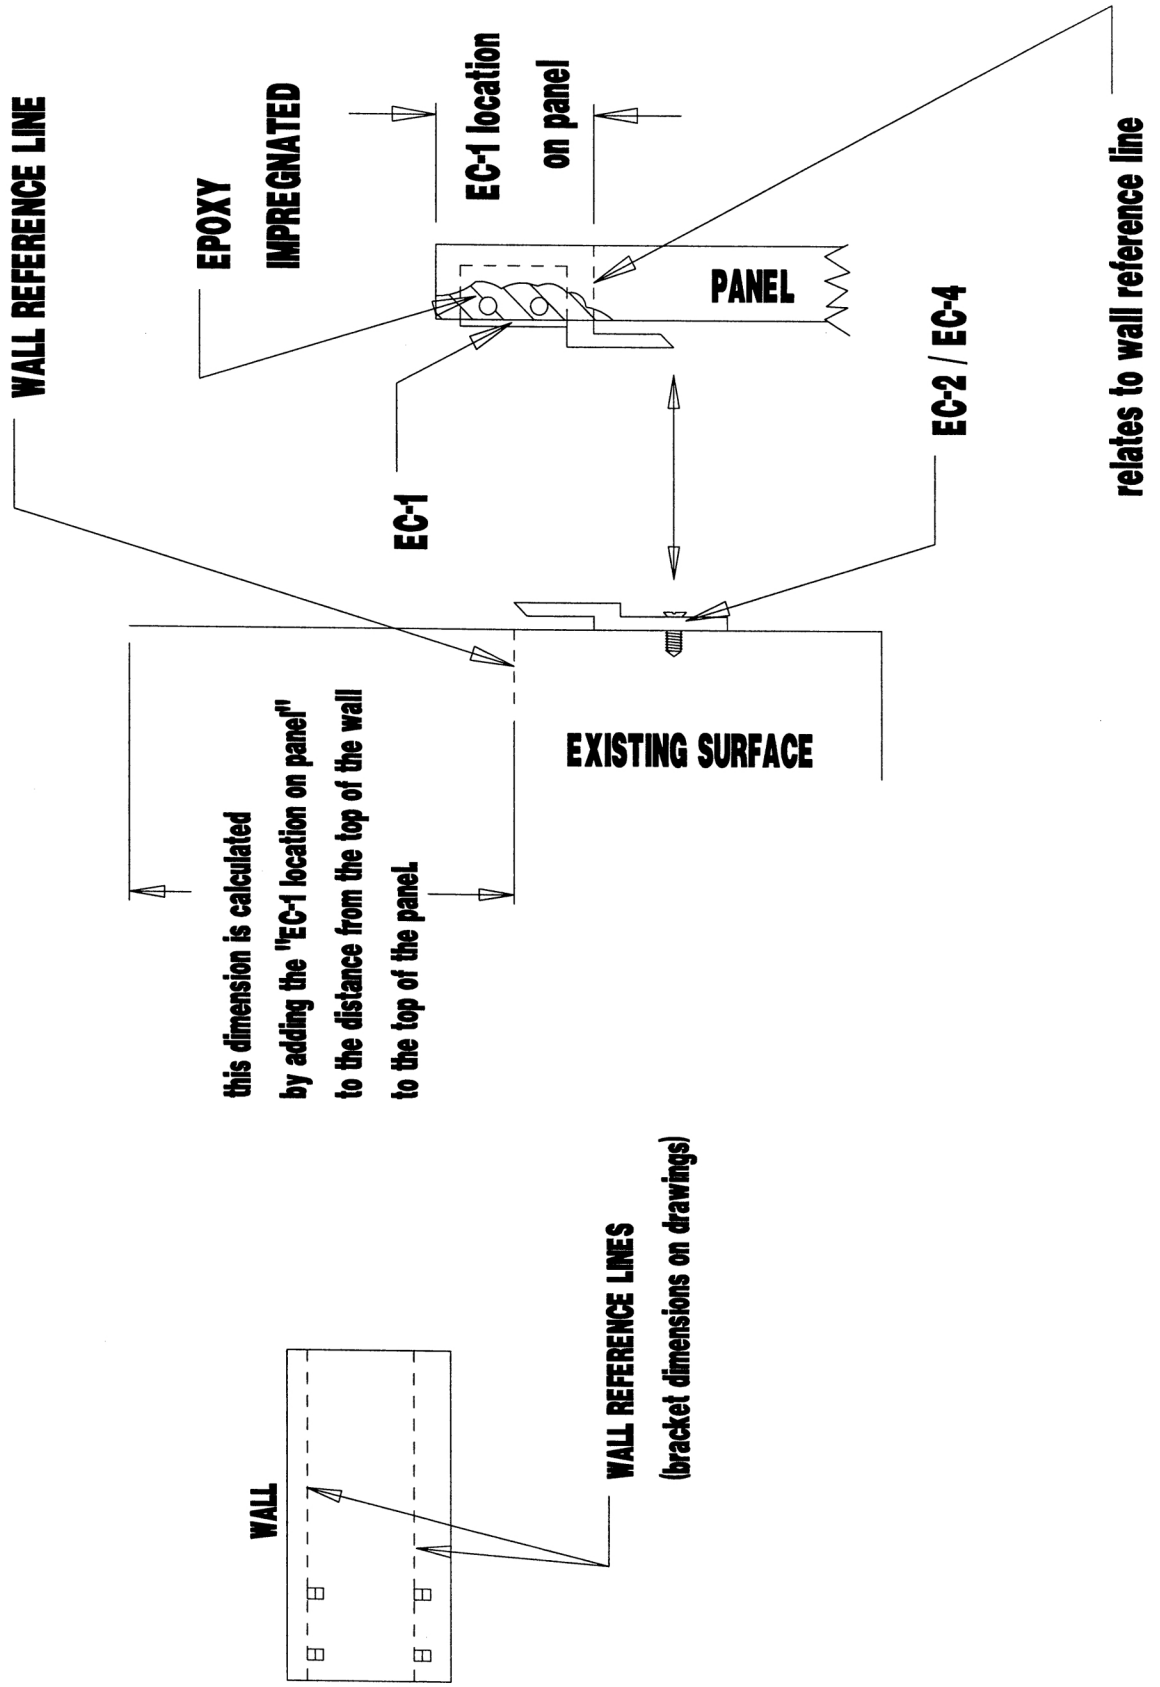 WALL REFERENCE LINE
EPOXY
IMPREGNATED
EC-1 location
on panel
EC-1
PANEL
EC-2 / EC-4
relates to wall reference line
this dimension is calculated
by adding the "EC-1 location on panel"
to the distance from the top of the wall
to the top of the panel.
EXISTING SURFACE
WALL
WALL REFERENCE LINES
(bracket dimensions on drawings)